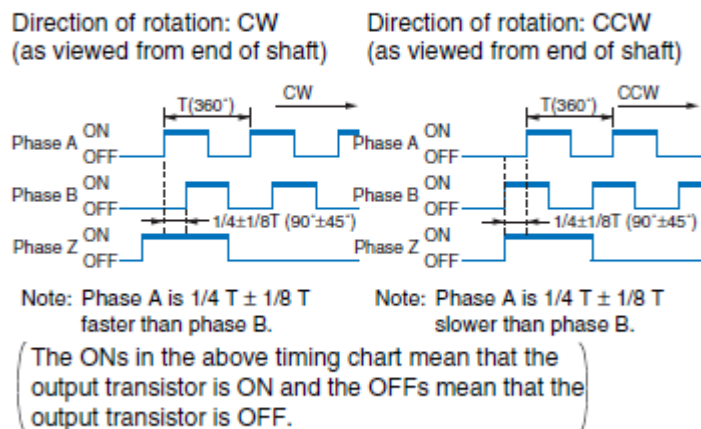 Direction of rotation: CW
(as viewed from end of shaft)
Direction of rotation: CCW
(as viewed from end of shaft)
T(360°)
CW
Phase A
ON
OFF
Phase B
ON
OFF
1/4±1/8T (90°±45°)
Phase Z
ON
OFF
T(360°)
CCW
Phase A
ON
OFF
Phase B
ON
OFF
1/4±1/8T (90°±45°)
Phase Z
ON
OFF
Note: Phase A is 1/4 T ± 1/8 T
faster than phase B.
Note: Phase A is 1/4 T ± 1/8 T
slower than phase B.
The ONs in the above timing chart mean that the
output transistor is ON and the OFFs mean that the
output transistor is OFF.